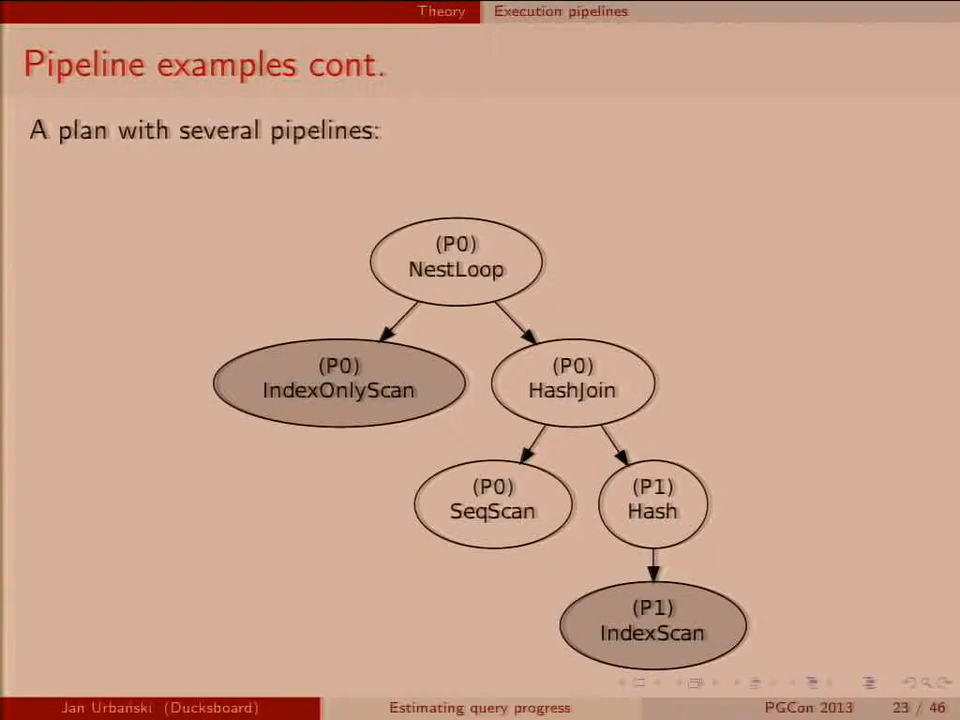 Theory
Execution pipelines
Pipeline examples cont.
A plan with several pipelines:
(P0)
NestLoop
(P0)
IndexOnlyScan
(P0)
HashJoin
(P0)
SeqScan
(P1)
Hash
(P1)
IndexScan
Jan Urbański (Ducksboard)
Estimating query progress
PGCon 2013
23 / 46